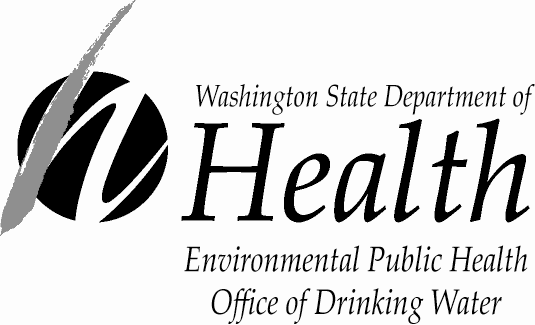 Washington State Department of
Health
Environmental Public Health
Office of Drinking Water